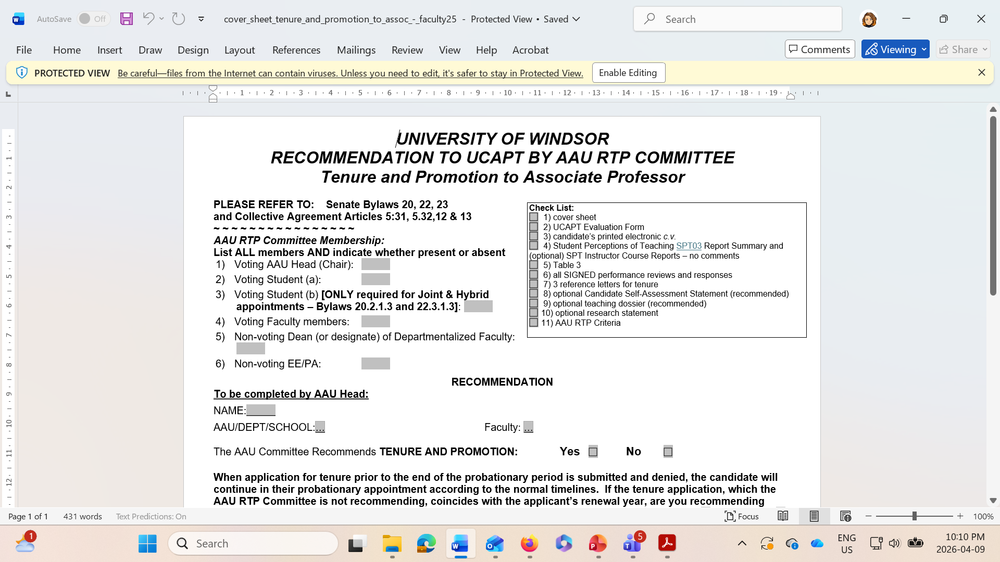 AutoSave Off cover_sheet_tenure_and_promotion_to_assoc_-_faculty25 - Protected View • Saved Search
File Home Insert Draw Design Layout References Mailings Review View Help Acrobat Comments Viewing Share
PROTECTED VIEW Be careful—files from the Internet can contain viruses. Unless you need to edit, it's safer to stay in Protected View. Enable Editing
1 2 3 4 5 6 7 8 9 10 11 12 13 14 15 16 17 18 19
1
2
3
4
5
6
7
8
9
10
11
12
UNIVERSITY OF WINDSOR
RECOMMENDATION TO UCAPT BY AAU RTP COMMITTEE
Tenure and Promotion to Associate Professor
PLEASE REFER TO: Senate Bylaws 20, 22, 23
and Collective Agreement Articles 5:31, 5.32,12 & 13
~ ~ ~ ~ ~ ~ ~ ~ ~ ~ ~ ~ ~ ~ ~ ~
AAU RTP Committee Membership:
List ALL members AND indicate whether present or absent
1) Voting AAU Head (Chair):
2) Voting Student (a):
3) Voting Student (b) [ONLY required for Joint & Hybrid
appointments – Bylaws 20.2.1.3 and 22.3.1.3]:
4) Voting Faculty members:
5) Non-voting Dean (or designate) of Departmentalized Faculty:
6) Non-voting EE/PA:
Check List:
1) cover sheet
2) UCAPT Evaluation Form
3) candidate's printed electronic c.v.
4) Student Perceptions of Teaching SPT03 Report Summary and
(optional) SPT Instructor Course Reports – no comments
5) Table 3
6) all SIGNED performance reviews and responses
7) 3 reference letters for tenure
8) optional Candidate Self-Assessment Statement (recommended)
9) optional teaching dossier (recommended)
10) optional research statement
11) AAU RTP Criteria
RECOMMENDATION
To be completed by AAU Head:
NAME:
AAU/DEPT/SCHOOL:... Faculty: ...
The AAU Committee Recommends TENURE AND PROMOTION: Yes No
When application for tenure prior to the end of the probationary period is submitted and denied, the candidate will
continue in their probationary appointment according to the normal timelines. If the tenure application, which the
AAU RTP Committee is not recommending, coincides with the applicant's renewal year, are you recommending
Page 1 of 1 431 words Text Predictions: On Focus 100%
1 Search 5 ENG
US
10:10 PM
2026-04-09